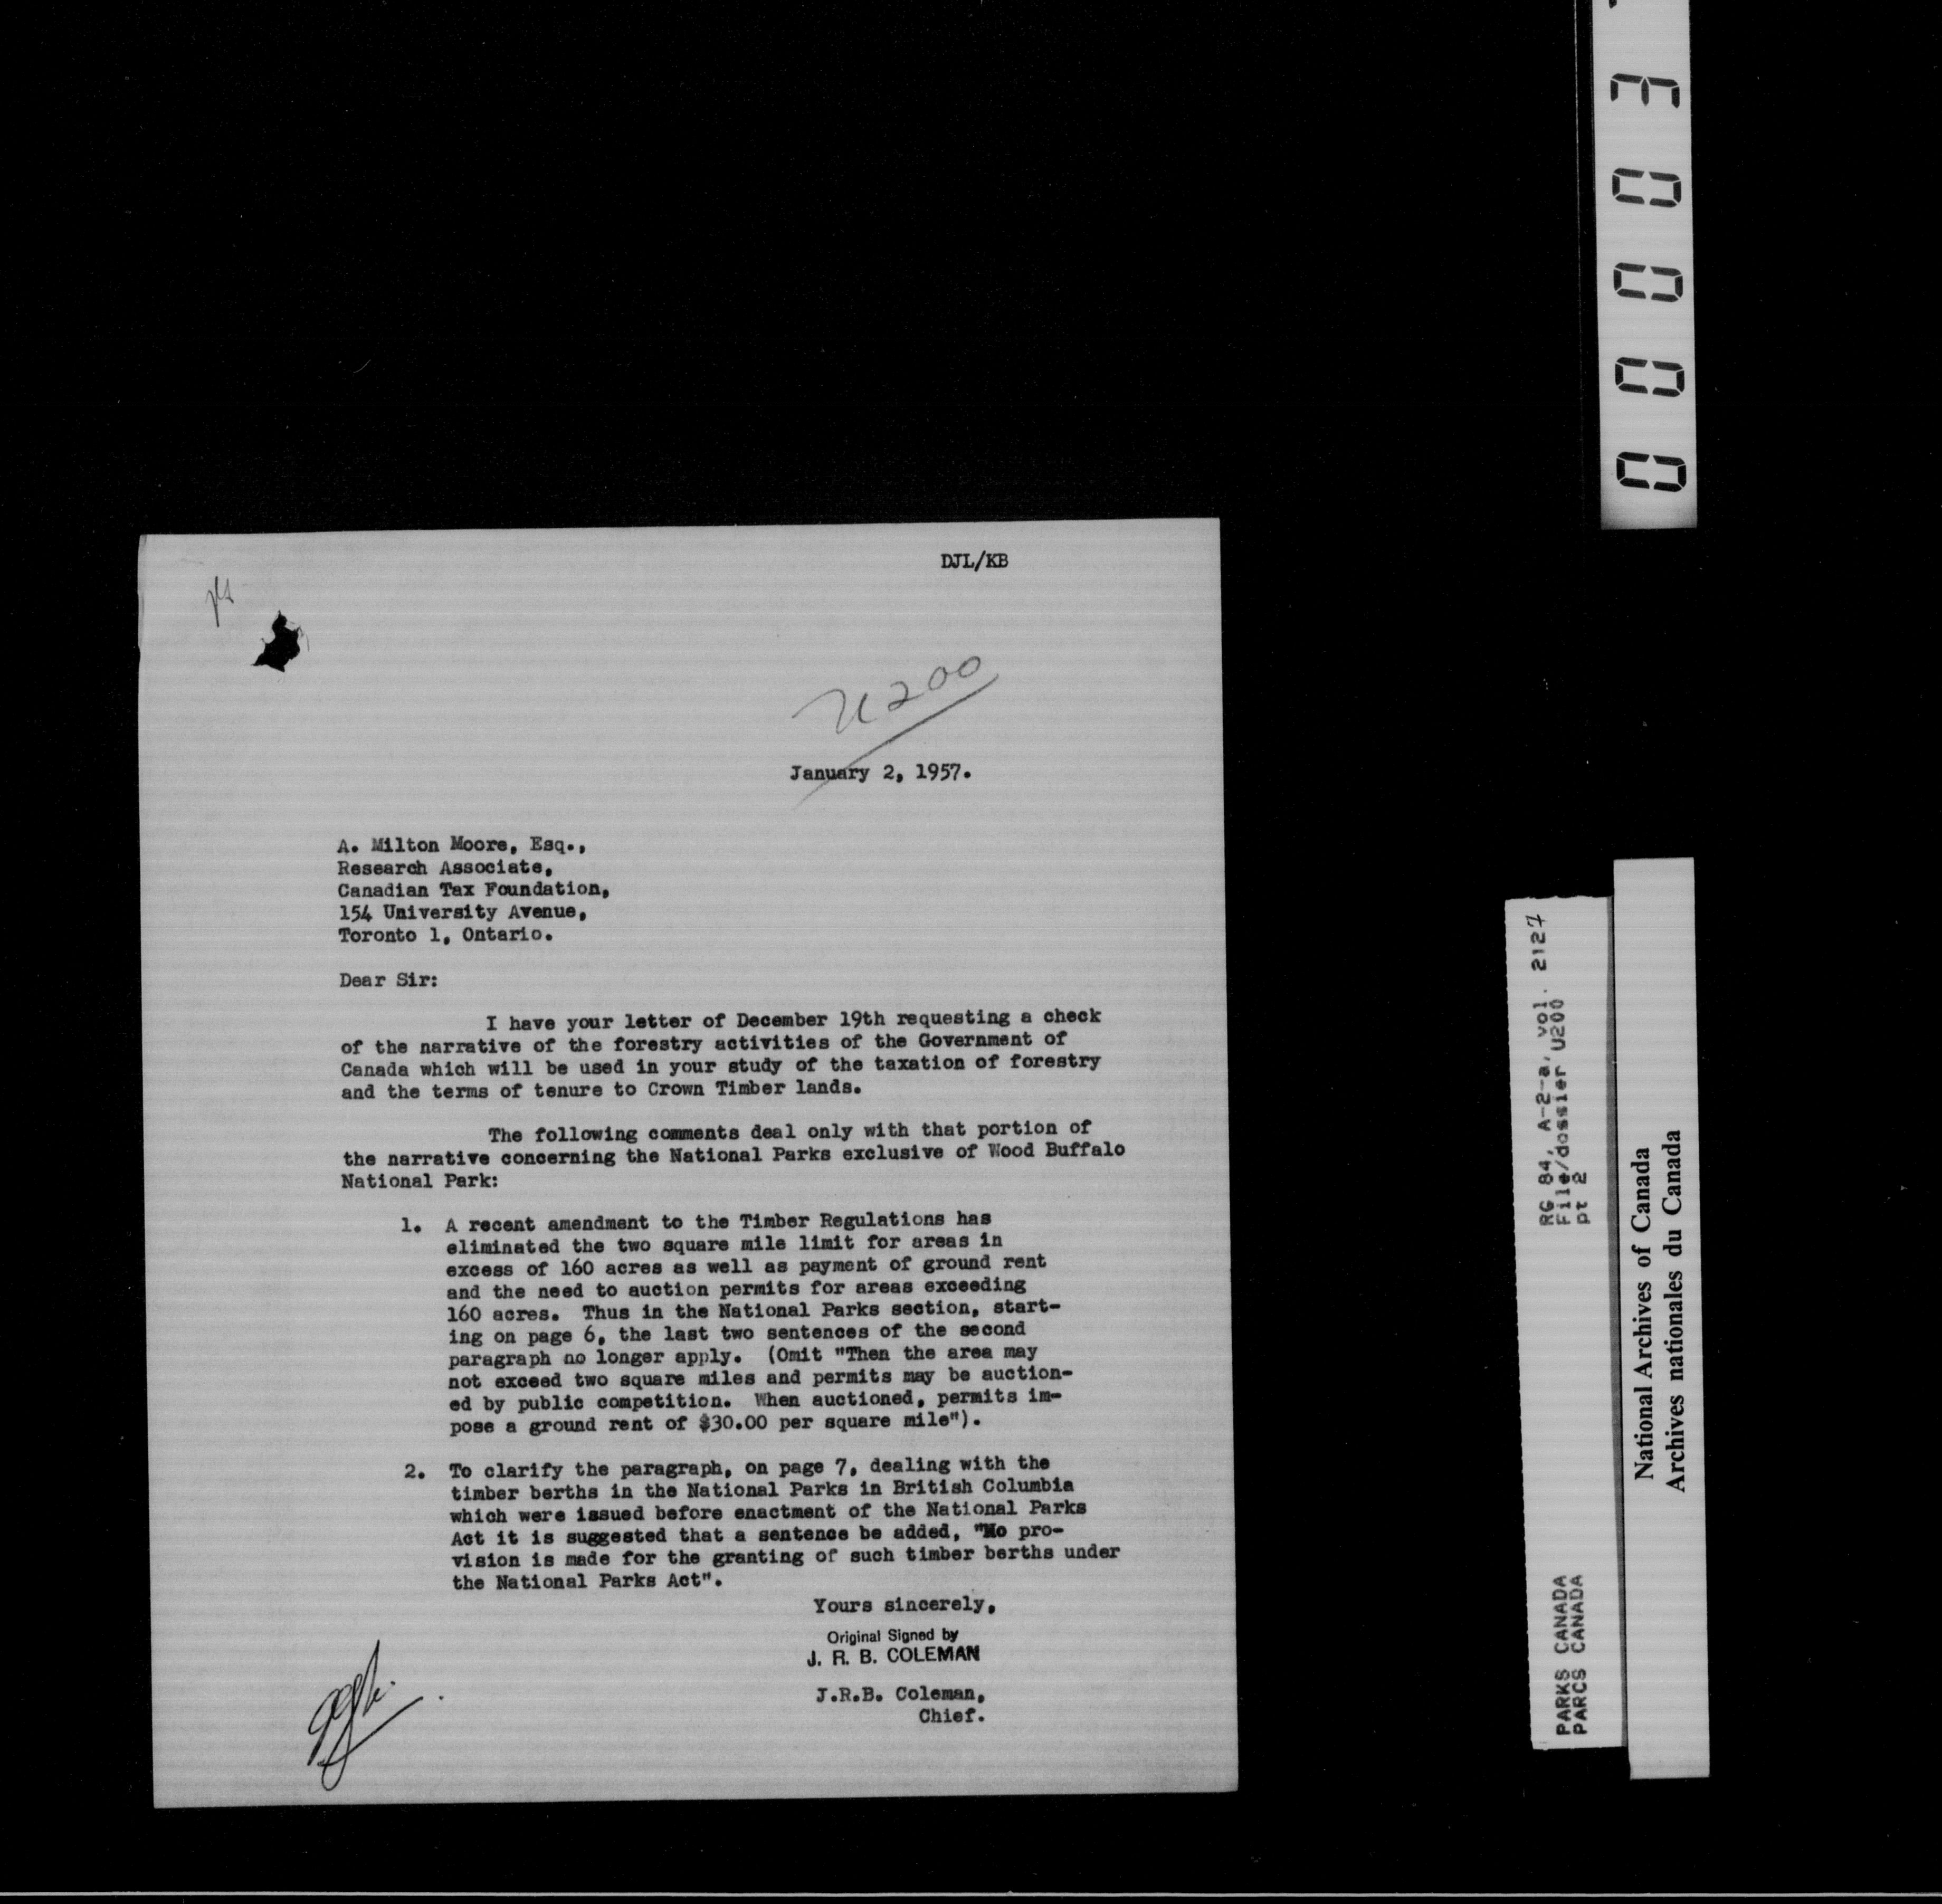 DJL/KB
U200
January 2, 1957.
A. Milton Moore, Esq.,
Research Associate,
Canadian Tax Foundation,
154 University Avenue,
Toronto 1, Ontario.
Dear Sir:
I have your letter of December 19th requesting a check
of the narrative of the forestry activities of the Government of
Canada which will be used in your study of the taxation of forestry
and the terms of tenure to Crown Timber lands.
The following comments deal only with that portion of
the narrative concerning the National Parks exclusive of Wood Buffalo
National Park:
1. A recent amendment to the Timber Regulations has
eliminated the two square mile limit for areas in
excess of 160 acres as well as payment of ground rent
and the need to auction permits for areas exceeding
160 acres. Thus in the National Parks section, start-
ing on page 6, the last two sentences of the second
paragraph no longer apply. (Omit "Then the area may
not exceed two square miles and permits may be auction-
ed by public competition. When auctioned, permits im-
pose a ground rent of $30.00 per square mile").
2. To clarify the paragraph, on page 7, dealing with the
timber berths in the National Parks in British Columbia
which were issued before enactment of the National Parks
Act it is suggested that a sentence be added, "No pro-
vision is made for the granting of such timber berths under
the National Parks Act".
Yours sincerely,
Original Signed by
J. R. B. COLEMAN
J.R.B. Coleman,
Chief.
00003
RG 84, A-2-a, vol. 2127
File/dossier U200
pt 2
PARKS CANADA
PARCS CANADA
National Archives of Canada
Archives nationales du Canada